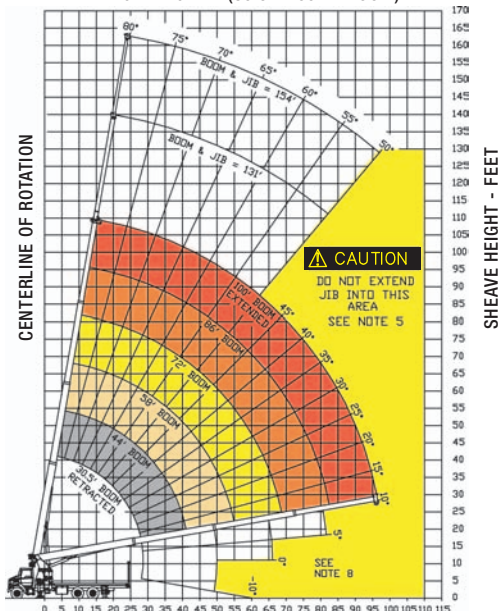 80°
75°
70°
65°
60°
55°
50°
BOOM & JIB = 154'
BOOM & JIB = 131'
CENTERLINE OF ROTATION
SHEAVE HEIGHT - FEET
⚠ CAUTION
DO NOT EXTEND
JIB INTO THIS
AREA
SEE NOTE 5
100' BOOM
EXTENDED
86' BOOM
72' BOOM
58' BOOM
44' BOOM
30.5' BOOM
RETRACTED
45°
40°
35°
30°
25°
20°
15°
10°
5°
0°
-10°
SEE
NOTE 8
170
165
160
155
150
145
140
135
130
125
120
115
110
105
100
95
90
85
80
75
70
65
60
55
50
45
40
35
30
25
20
15
10
5
0
0 5 10 15 20 25 30 35 40 45 50 55 60 65 70 75 80 85 90 95 100 105 110 115